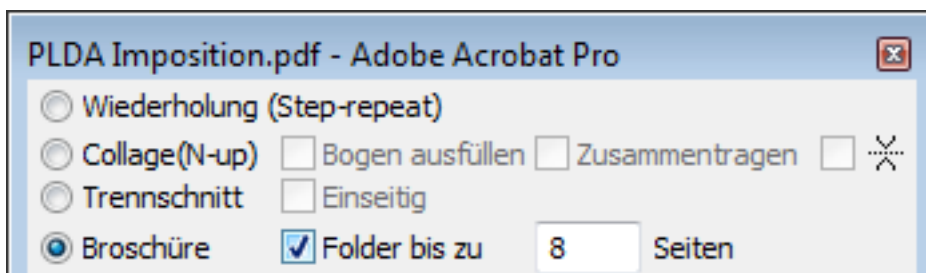 PLDA Imposition.pdf - Adobe Acrobat Pro
Wiederholung (Step-repeat)
Collage(N-up) Bogen ausfüllen Zusammentragen
Trennschnitt Einseitig
Broschüre Folder bis zu 8 Seiten